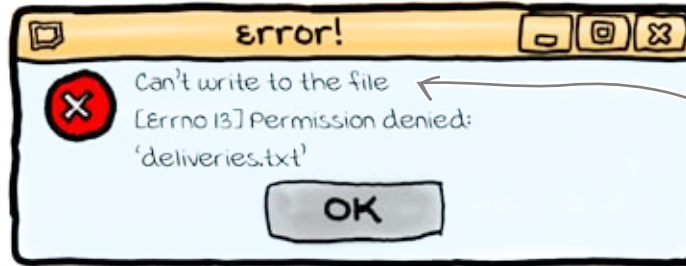 Error!
Can't write to the file
[Errno 13] Permission denied:
'deliveries.txt'
OK